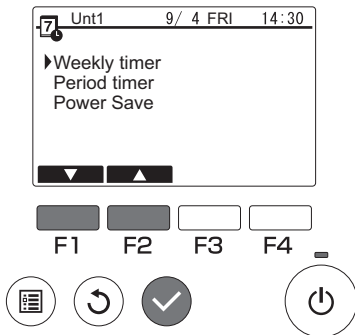 7 Unt1 9/ 4 FRI 14:30
Weekly timer
Period timer
Power Save
F1 F2 F3 F4